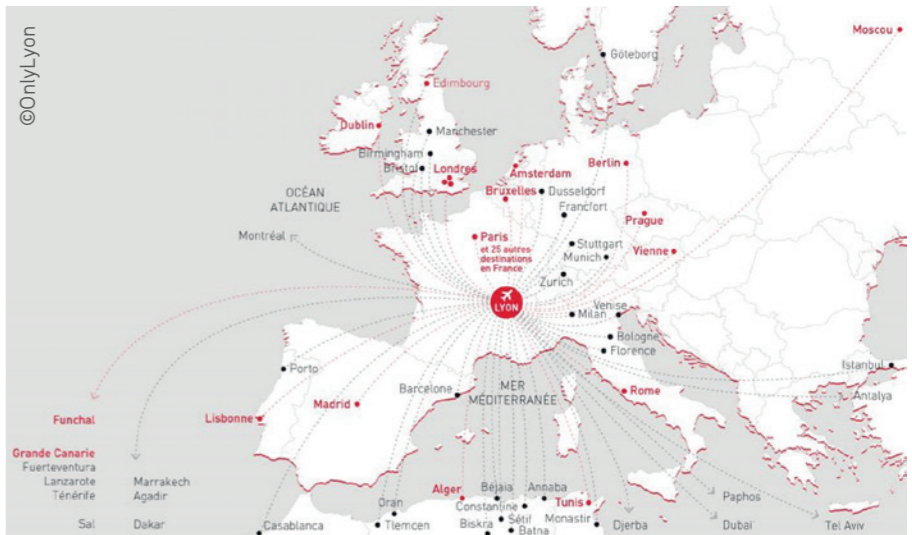 ©OnlyLyon
Moscou
Göteborg
Edimbourg
Dublin
Manchester
Birmingham
Bristol
Londres
Amsterdam
Bruxelles
Berlin
Dusseldorf
Francfort
Prague
OCÉAN
ATLANTIQUE
Montréal
Paris
et 25 autres
destinations
en France
Stuttgart
Munich
Vienne
Zurich
LYON
Venise
Milan
Bologne
Florence
Istanbul
Porto
Barcelone
MER
MÉDITERRANÉE
Rome
Antalya
Lisbonne
Madrid
Funchal
Grande Canarie
Fuerteventura
Lanzarote
Ténérife
Marrakech
Agadir
Sal
Dakar
Casablanca
Oran
Tlemcen
Alger
Béjaia
Annaba
Constantine
Sétif
Biskra
Batna
Tunis
Monastir
Djerba
Paphos
Dubaï
Tel Aviv